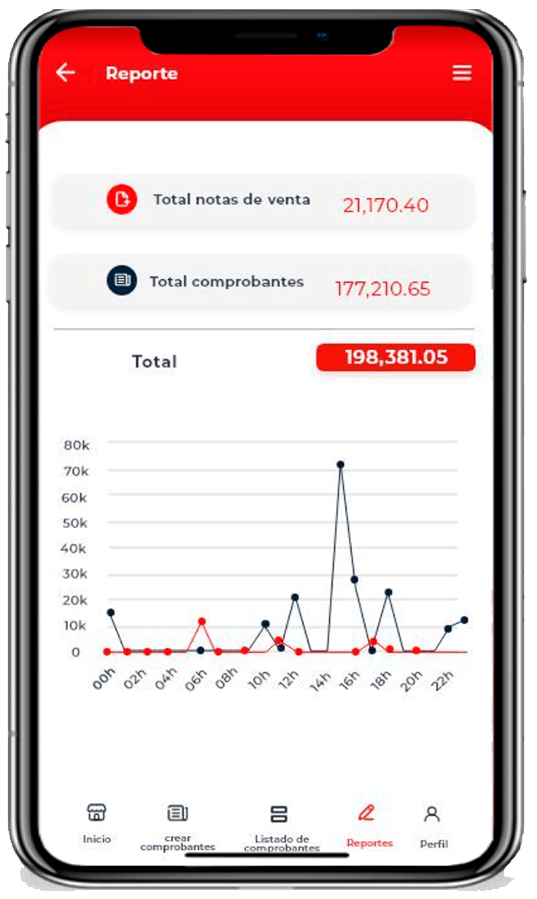 Reporte
Total notas de venta 21,170.40
Total comprobantes 177,210.65
Total 198,381.05
80k
70k
60k
50k
40k
30k
20k
10k
0
00h 02h 04h 06h 08h 10h 12h 14h 16h 18h 20h 22h
Inicio
crear
comprobantes
Listado de
comprobantes
Reportes
Perfil